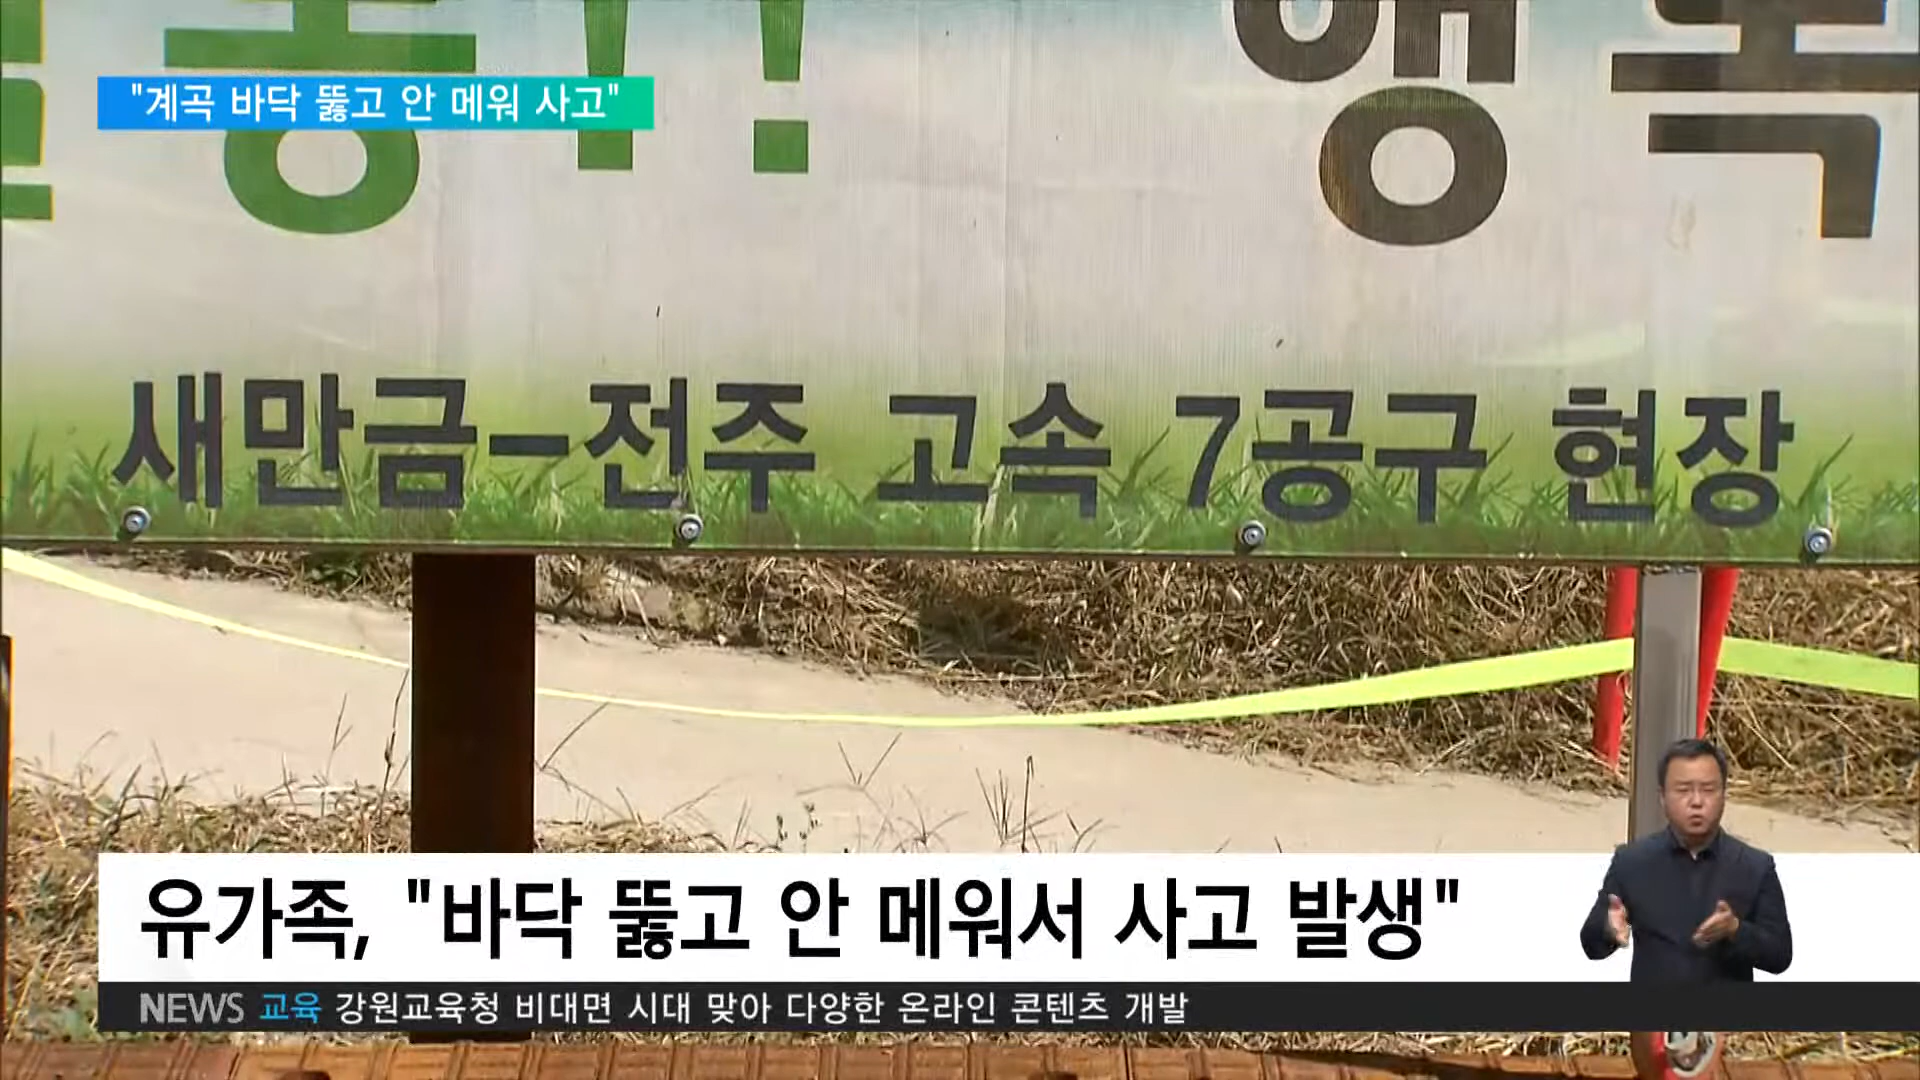 "계곡 바닥 뚫고 안 메워 사고"
동!!
행복
새만금-전주 고속 7공구 현장
유가족, "바닥 뚫고 안 메워서 사고 발생"
NEWS 교육 강원교육청 비대면 시대 맞아 다양한 온라인 콘텐츠 개발